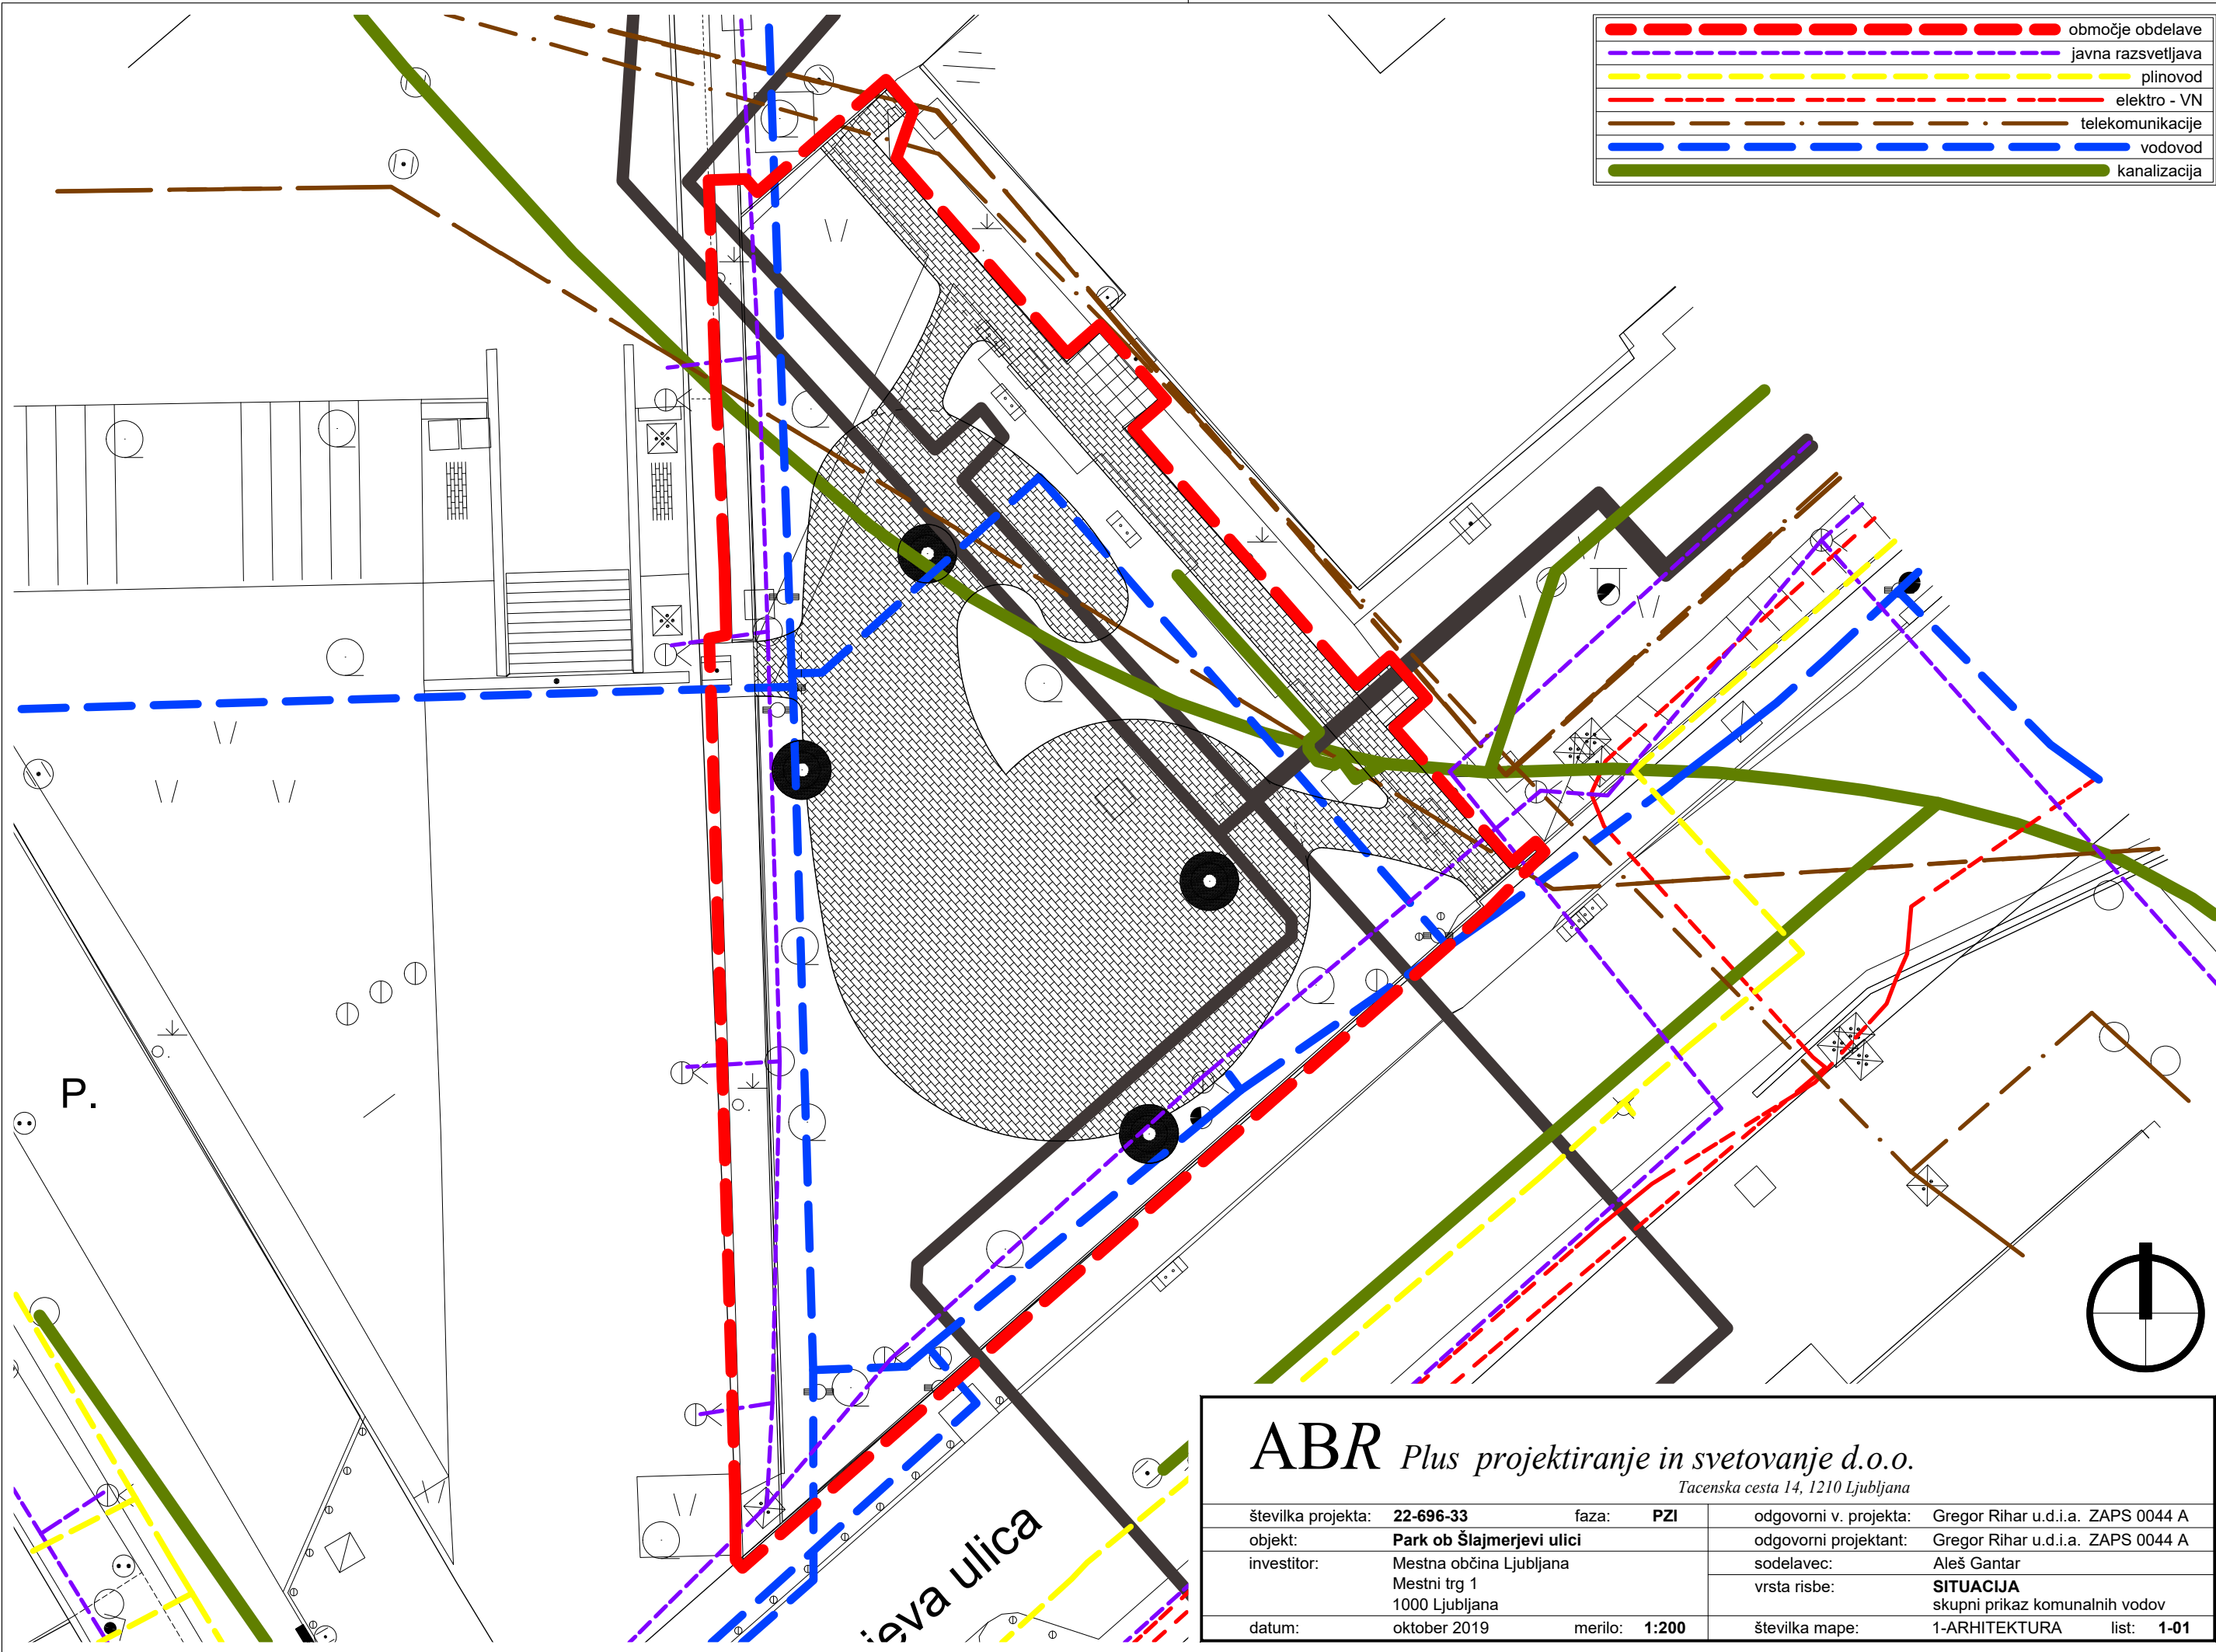 območje obdelave
javna razsvetljava
plinovod
elektro - VN
telekomunikacije
vodovod
kanalizacija
P.
jeva ulica
ABR Plus projektiranje in svetovanje d.o.o.
Tacenska cesta 14, 1210 Ljubljana
številka projekta: 22-696-33 faza: PZI odgovorni v. projekta: Gregor Rihar u.d.i.a. ZAPS 0044 A
objekt: Park ob Šlajmerjevi ulici odgovorni projektant: Gregor Rihar u.d.i.a. ZAPS 0044 A
investitor: Mestna občina Ljubljana sodelavec: Aleš Gantar
Mestni trg 1 vrsta risbe: SITUACIJA
1000 Ljubljana skupni prikaz komunalnih vodov
datum: oktober 2019 merilo: 1:200 številka mape: 1-ARHITEKTURA list: 1-01